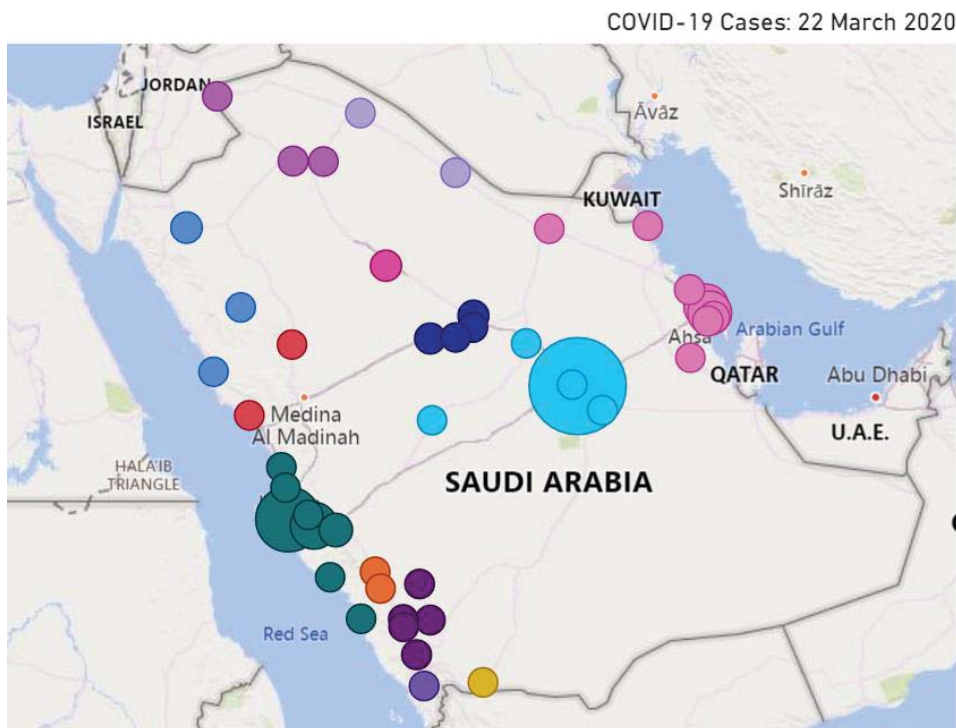 COVID-19 Cases: 22 March 2020
JORDAN
ISRAEL
Āvāz
Shīrāz
KUWAIT
Arabian Gulf
Ahsa
QATAR
Abu Dhabi
Medina
Al Madinah
U.A.E.
HALA'IB
TRIANGLE
SAUDI ARABIA
Red Sea